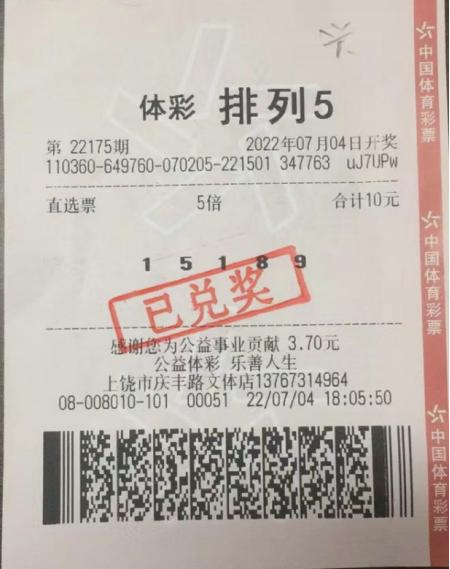 体彩 排列5
第 22175期 2022年07月04日开奖
110360-649760-070205-221501 347763 uJ7UPw
直选票 5倍 合计10元
1 5 1 8 9
已兑奖
感谢您为公益事业贡献 3.70元
公益体彩 乐善人生
上饶市庆丰路文体店13767314964
08-008010-101 00051 22/07/04 18:05:50
中国体育彩票
中国体育彩票
中国体育彩票